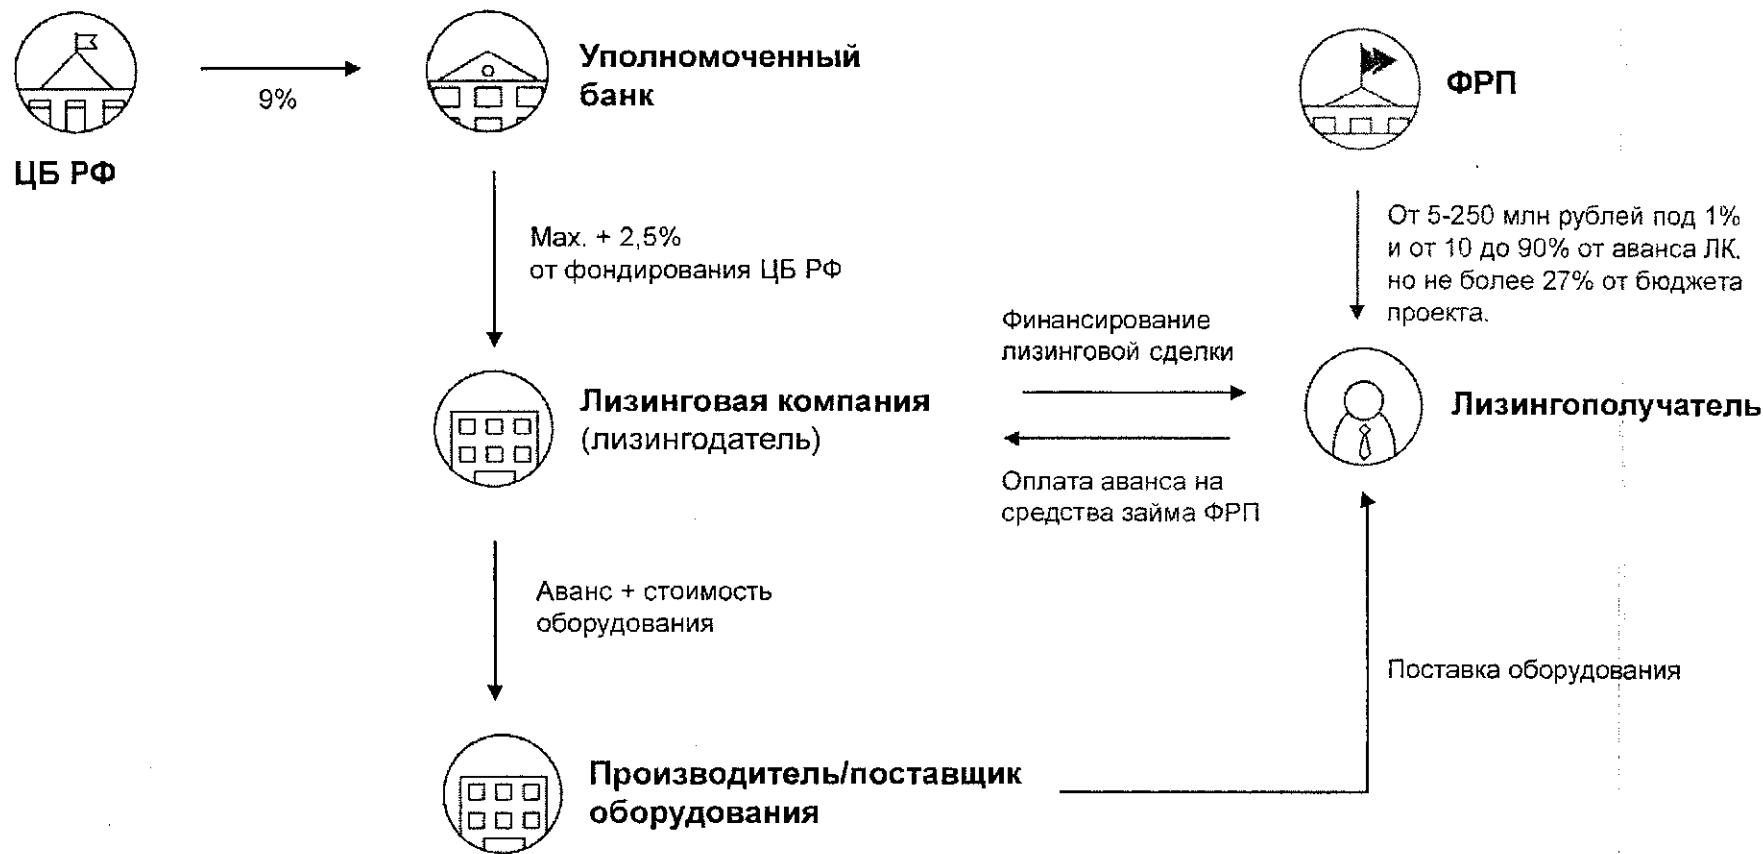 ЦБ РФ
9%
Уполномоченный
банк
ФРП
Max. + 2,5%
от фондирования ЦБ РФ
От 5-250 млн рублей под 1%
и от 10 до 90% от аванса ЛК,
но не более 27% от бюджета
проекта.
Финансирование
лизинговой сделки
Лизинговая компания
(лизингодатель)
Лизингополучатель
Оплата аванса на
средства займа ФРП
Аванс + стоимость
оборудования
Поставка оборудования
Производитель/поставщик
оборудования